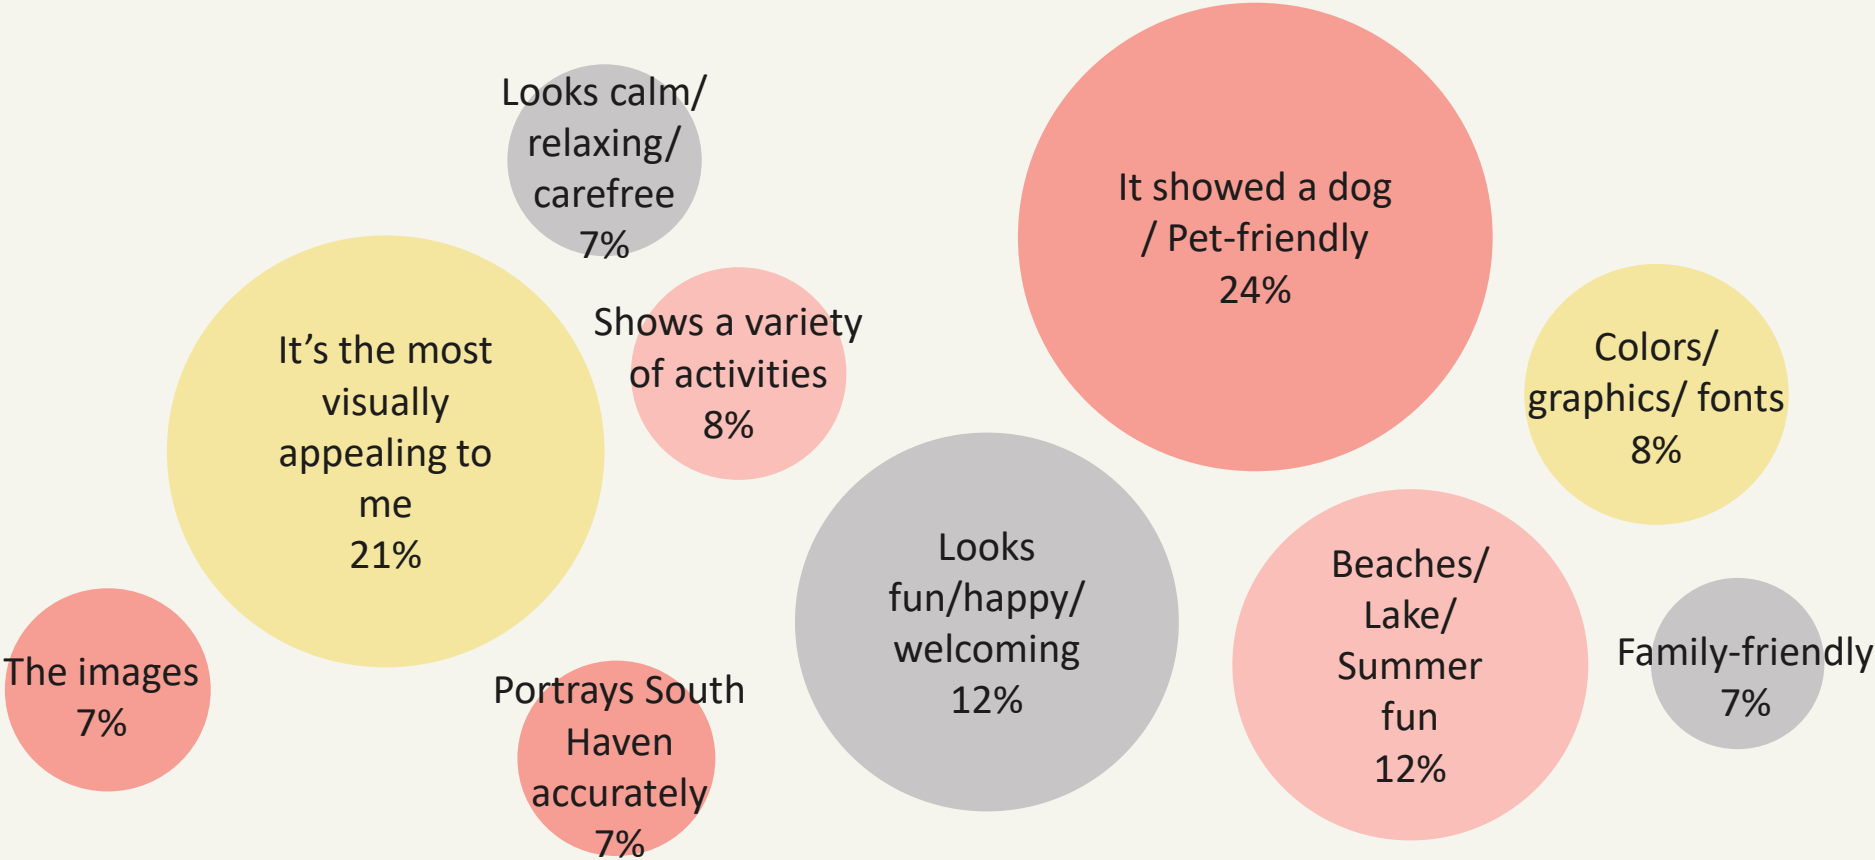 Looks calm/
relaxing/
carefree
7%
It showed a dog
/ Pet-friendly
24%
It’s the most
visually
appealing to
me
21%
Shows a variety
of activities
8%
Colors/
graphics/ fonts
8%
Looks
fun/happy/
welcoming
12%
Beaches/
Lake/
Summer
fun
12%
Family-friendly
7%
The images
7%
Portrays South
Haven
accurately
7%